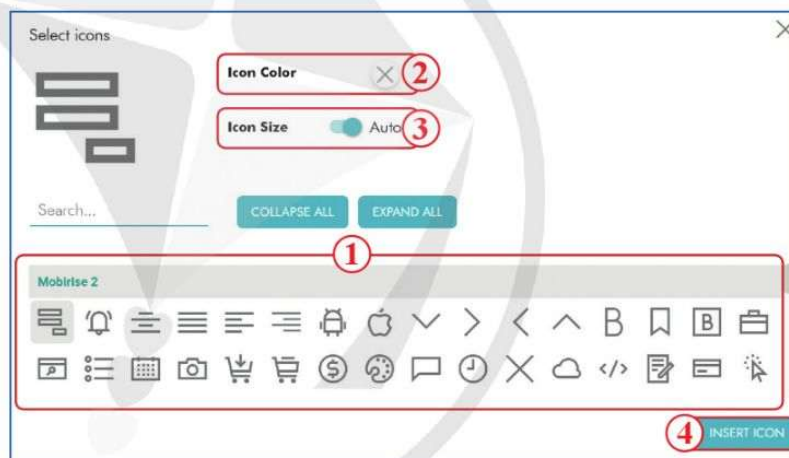 Select icons
Icon Color
2
Icon Size
Auto
3
Search...
COLLAPSE ALL
EXPAND ALL
1
Mobirise 2
4
INSERT ICON